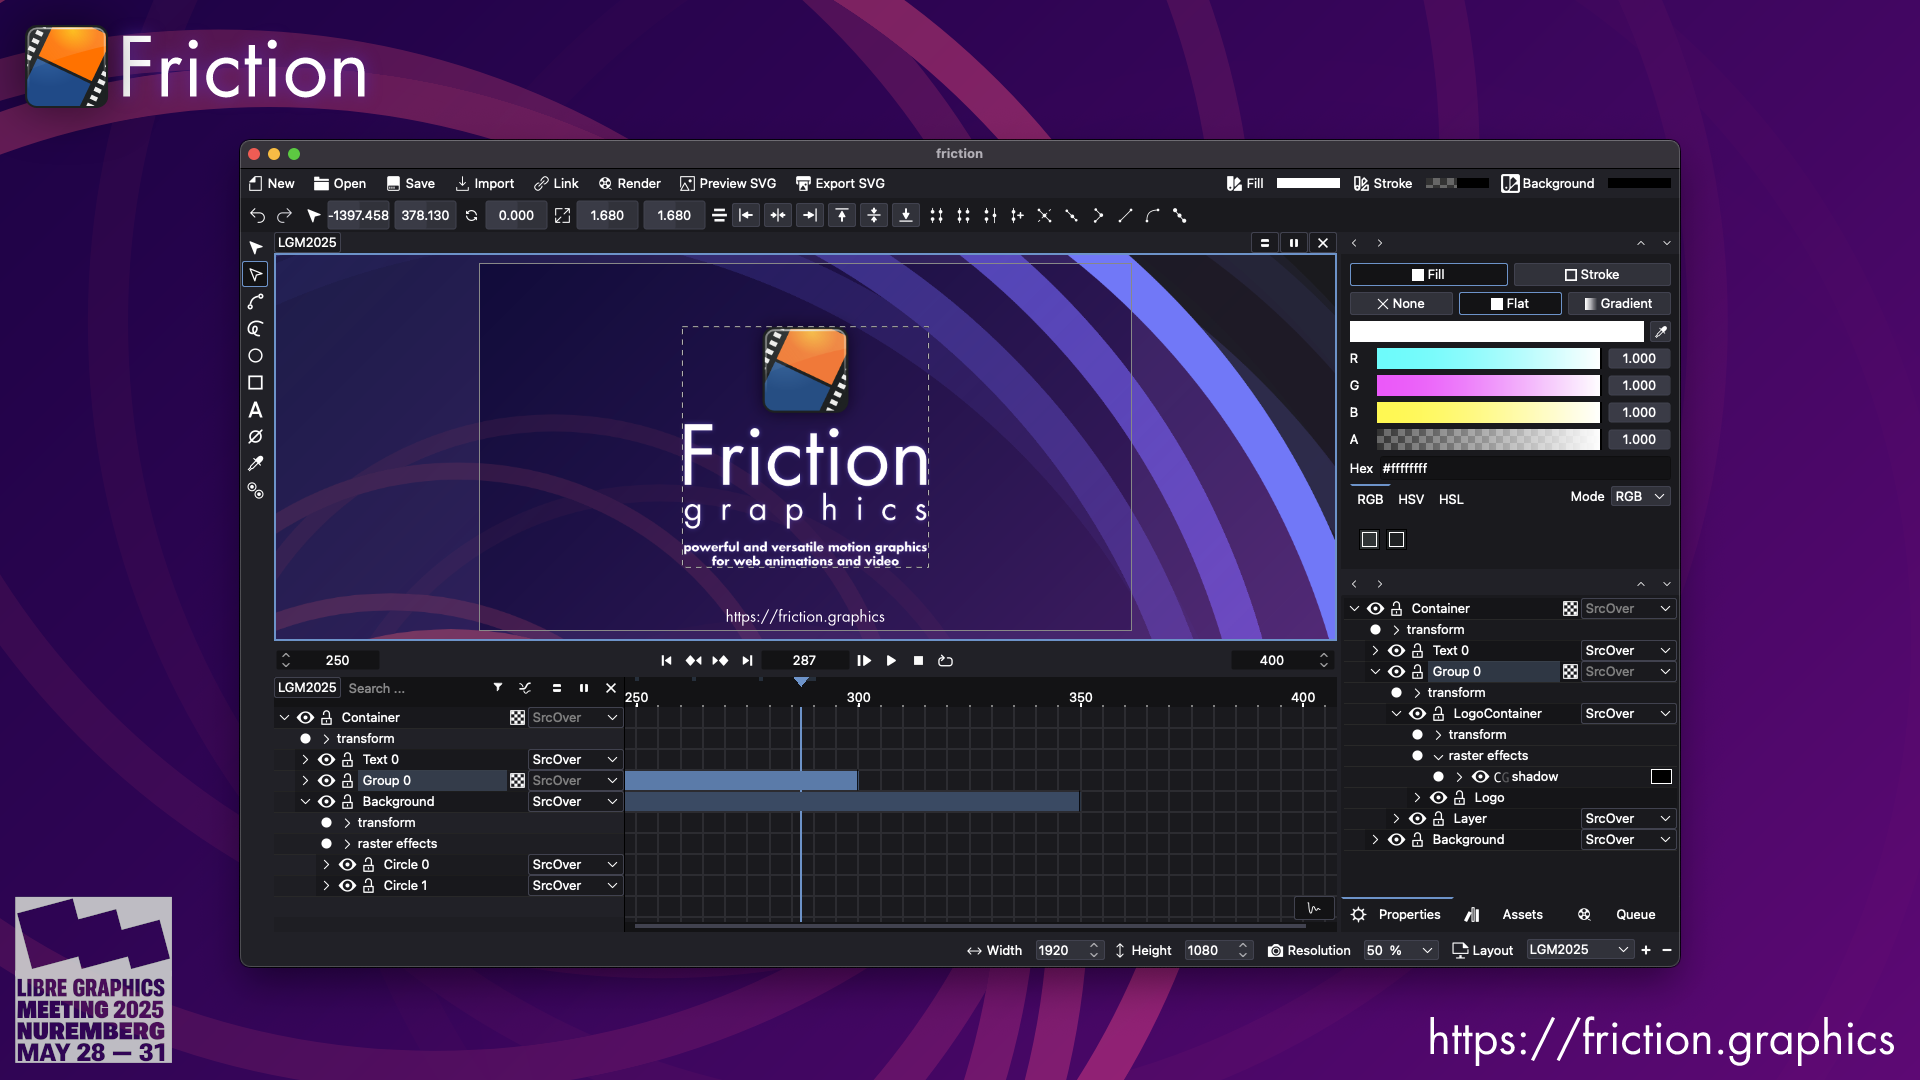 Friction
friction
New Open Save Import Link Render Preview SVG Export SVG Fill Stroke Background
-1397.458 378.130 0.000 1.680 1.680
LGM2025
Fill Stroke
None Flat Gradient
R 1.000
G 1.000
B 1.000
A 1.000
Hex #ffffffff
RGB HSV HSL Mode RGB
Friction
graphics
powerful and versatile motion graphics
for web animations and video
https://friction.graphics
250 287 400
LGM2025 Search ...
250 300 350 400
Container SrcOver
transform
Text 0 SrcOver
Group 0 SrcOver
Background SrcOver
transform
raster effects
Circle 0 SrcOver
Circle 1 SrcOver
Container SrcOver
transform
Text 0 SrcOver
Group 0 SrcOver
transform
LogoContainer SrcOver
transform
raster effects
CG shadow
Logo
Layer SrcOver
Background SrcOver
Properties Assets Queue
Width 1920 Height 1080 Resolution 50 % Layout LGM2025
LIBRE GRAPHICS
MEETING 2025
NUREMBERG
MAY 28 — 31
https://friction.graphics